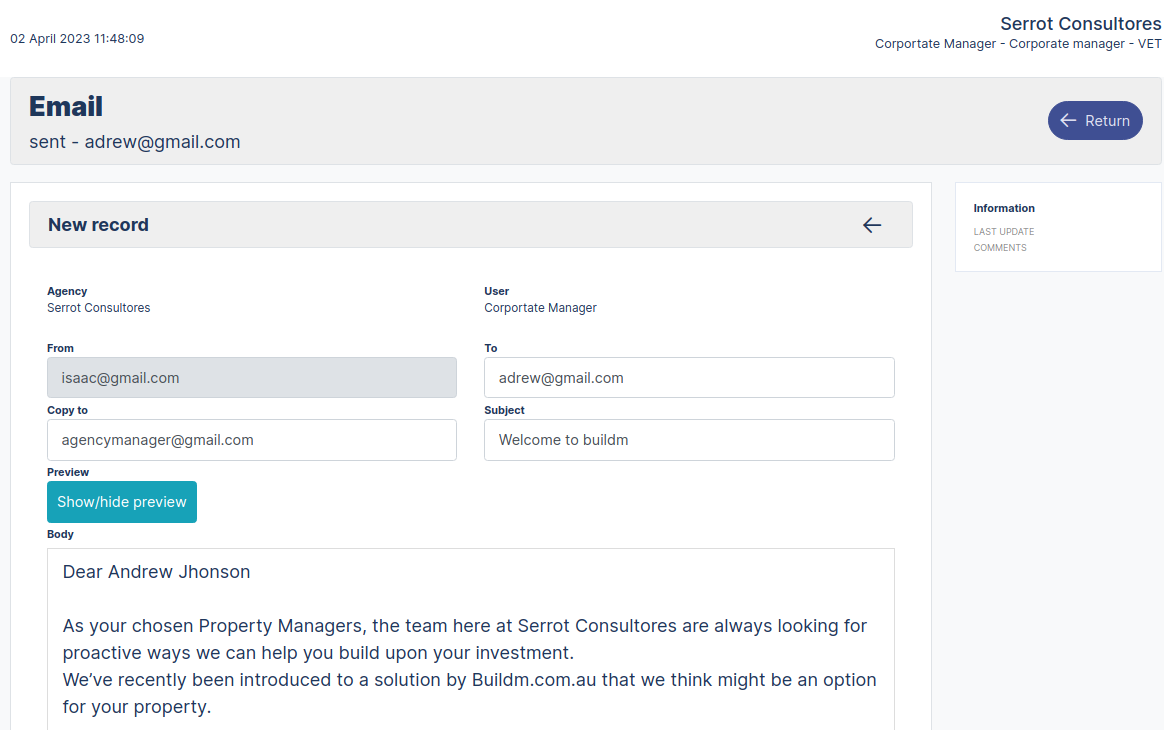 Serrot Consultores
02 April 2023 11:48:09
Corportate Manager - Corporate manager - VET
Email
sent - adrew@gmail.com
Return
New record
Information
LAST UPDATE
COMMENTS
Agency
User
Serrot Consultores
Corportate Manager
From
To
isaac@gmail.com
adrew@gmail.com
Copy to
Subject
agencymanager@gmail.com
Welcome to buildm
Preview
Show/hide preview
Body
Dear Andrew Jhonson
As your chosen Property Managers, the team here at Serrot Consultores are always looking for
proactive ways we can help you build upon your investment.
We’ve recently been introduced to a solution by Buildm.com.au that we think might be an option
for your property.